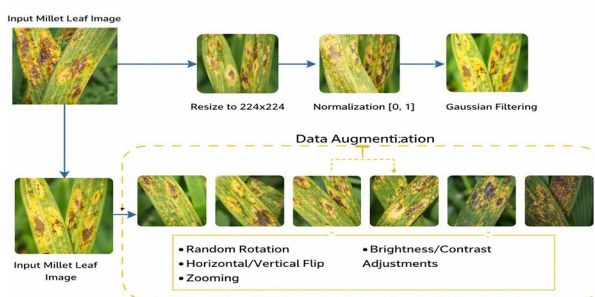 Input Millet Leaf Image
Resize to 224x224
Normalization [0, 1]
Gaussian Filtering
Data Augmentization
Input Millet Leaf
Image
• Random Rotation
• Horizontal/Vertical Flip
• Zooming
• Brightness/Contrast
Adjustments